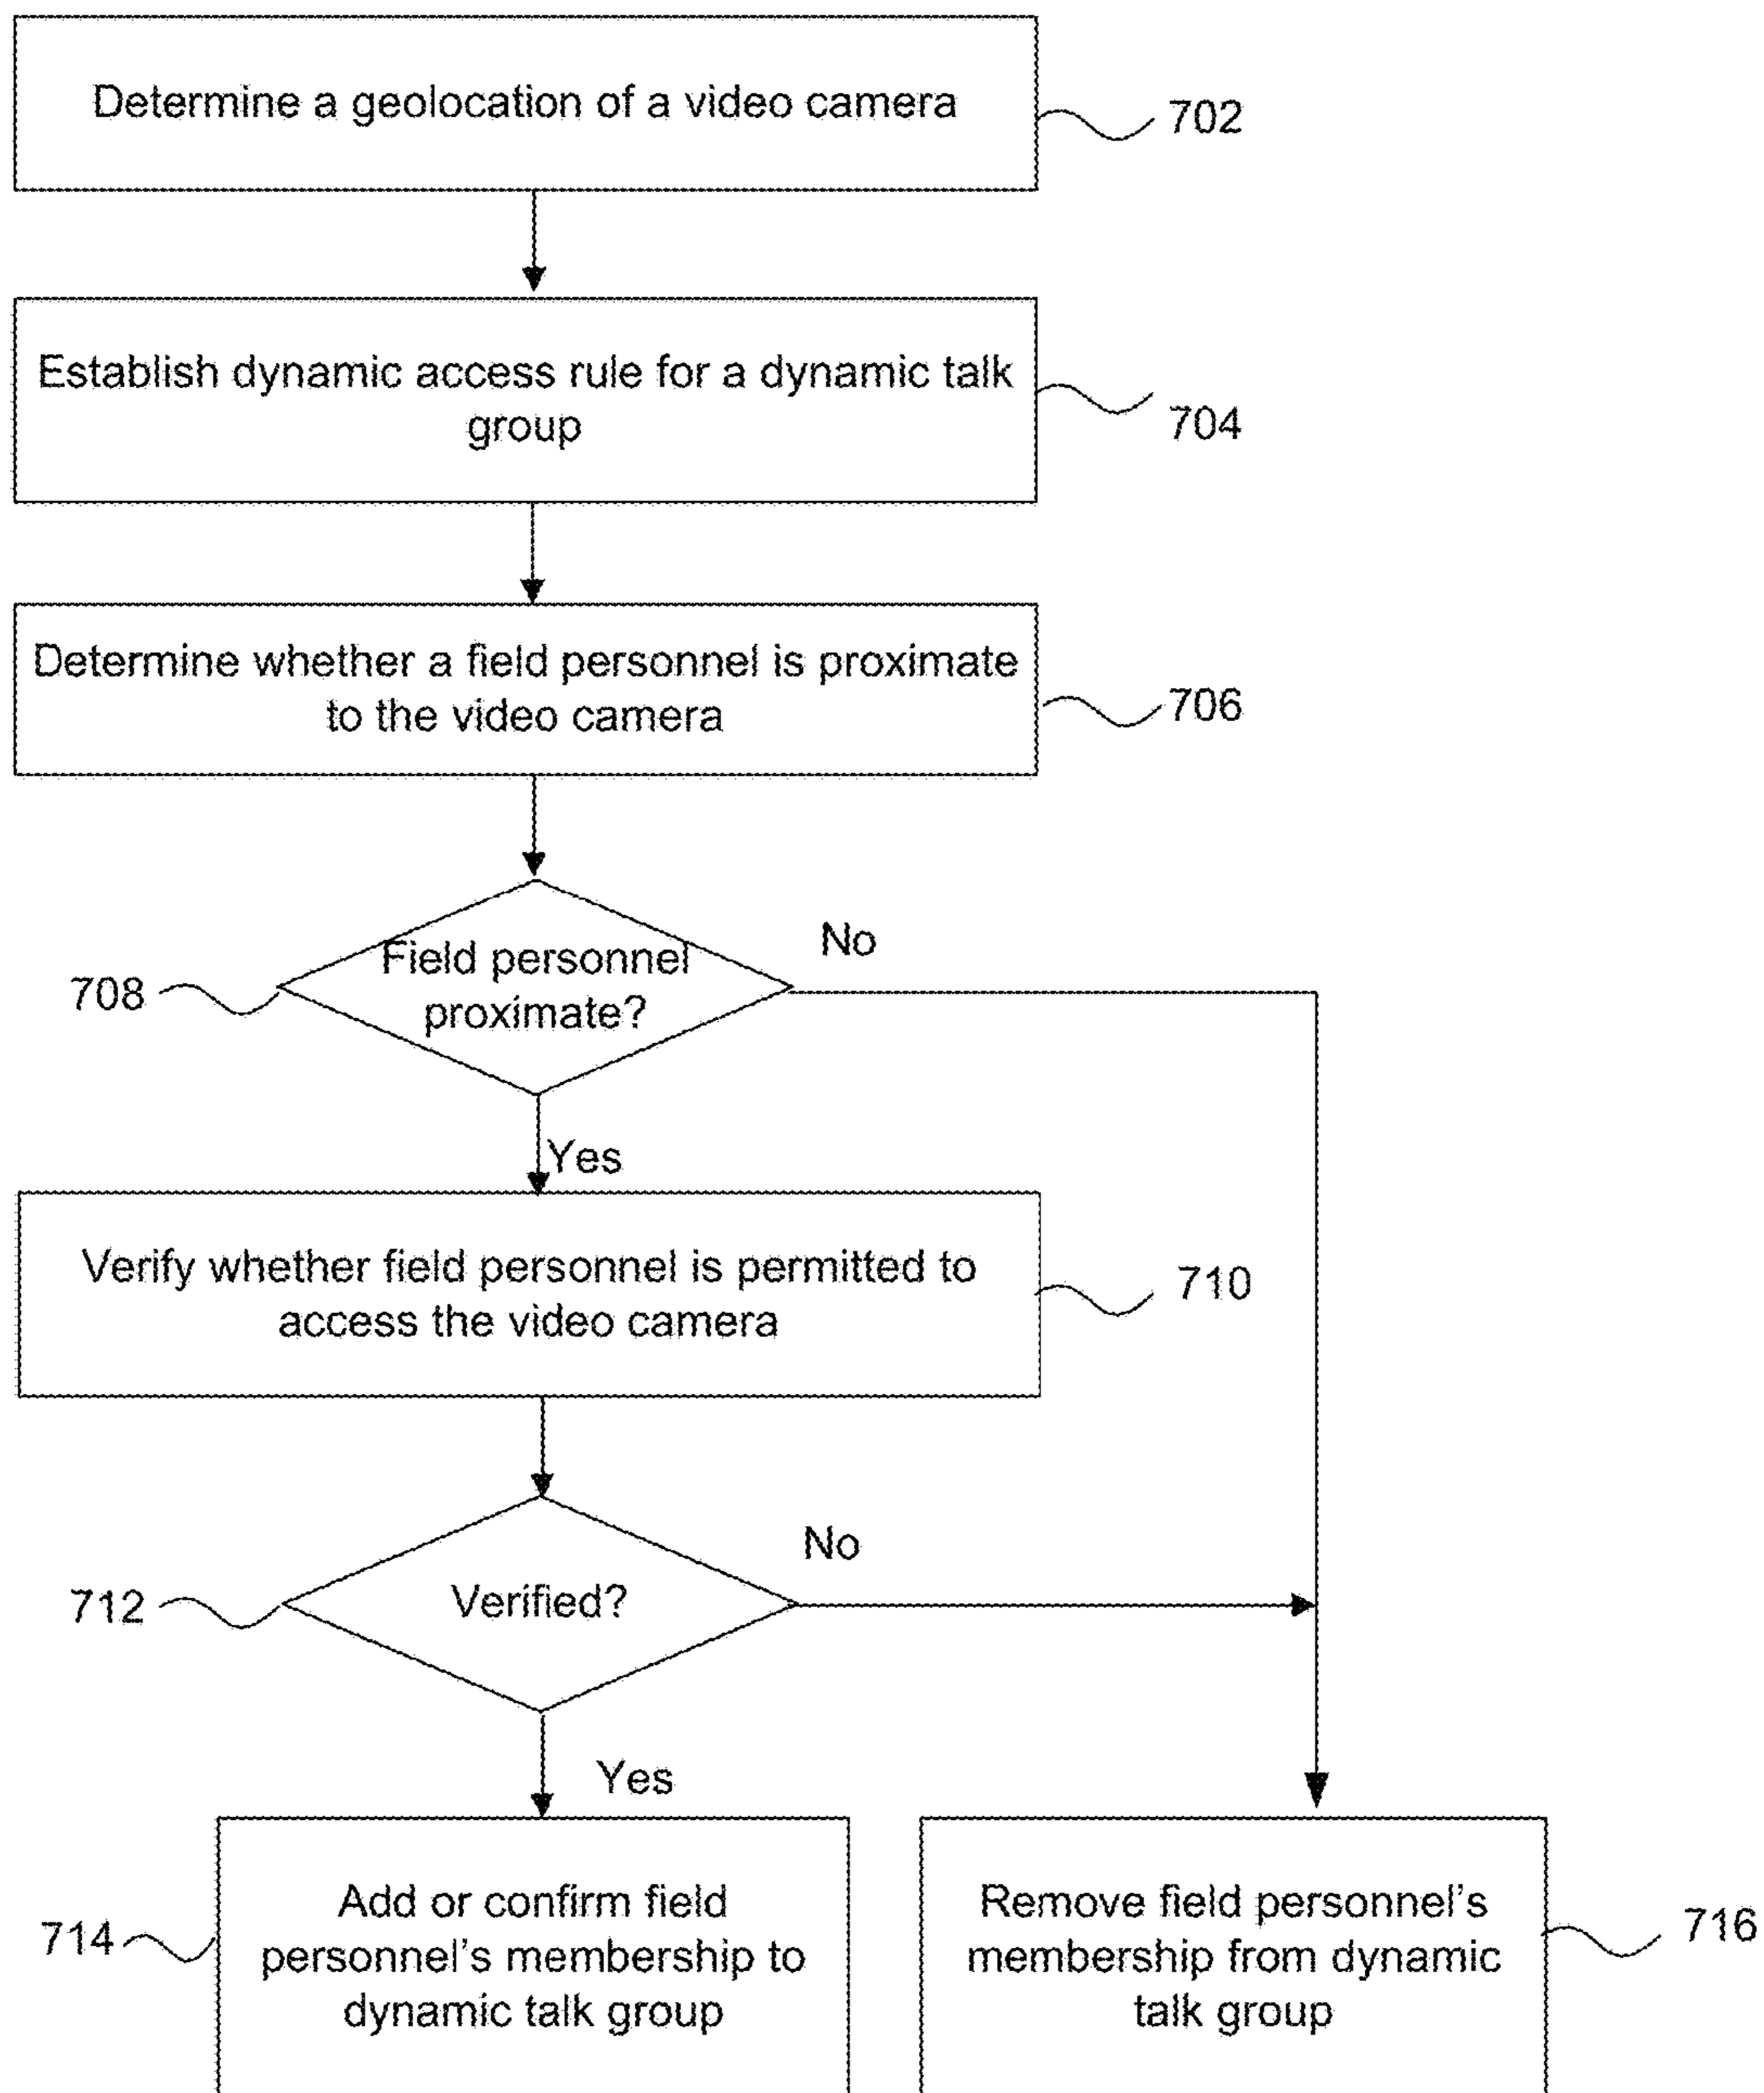 Determine a geolocation of a video camera
702
Establish dynamic access rule for a dynamic talk
group
704
Determine whether a field personnel is proximate
to the video camera
706
Field personnel
proximate?
No
708
Yes
Verify whether field personnel is permitted to
access the video camera
710
Verified?
No
712
Yes
Add or confirm field
personnel's membership to
dynamic talk group
714
Remove field personnel's
membership from dynamic
talk group
716